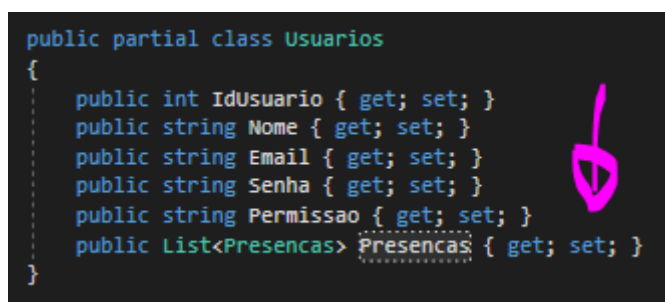 public partial class Usuarios
{
public int IdUsuario { get; set; }
public string Nome { get; set; }
public string Email { get; set; }
public string Senha { get; set; }
public string Permissao { get; set; }
public List<Presencas> Presencas { get; set; }
}